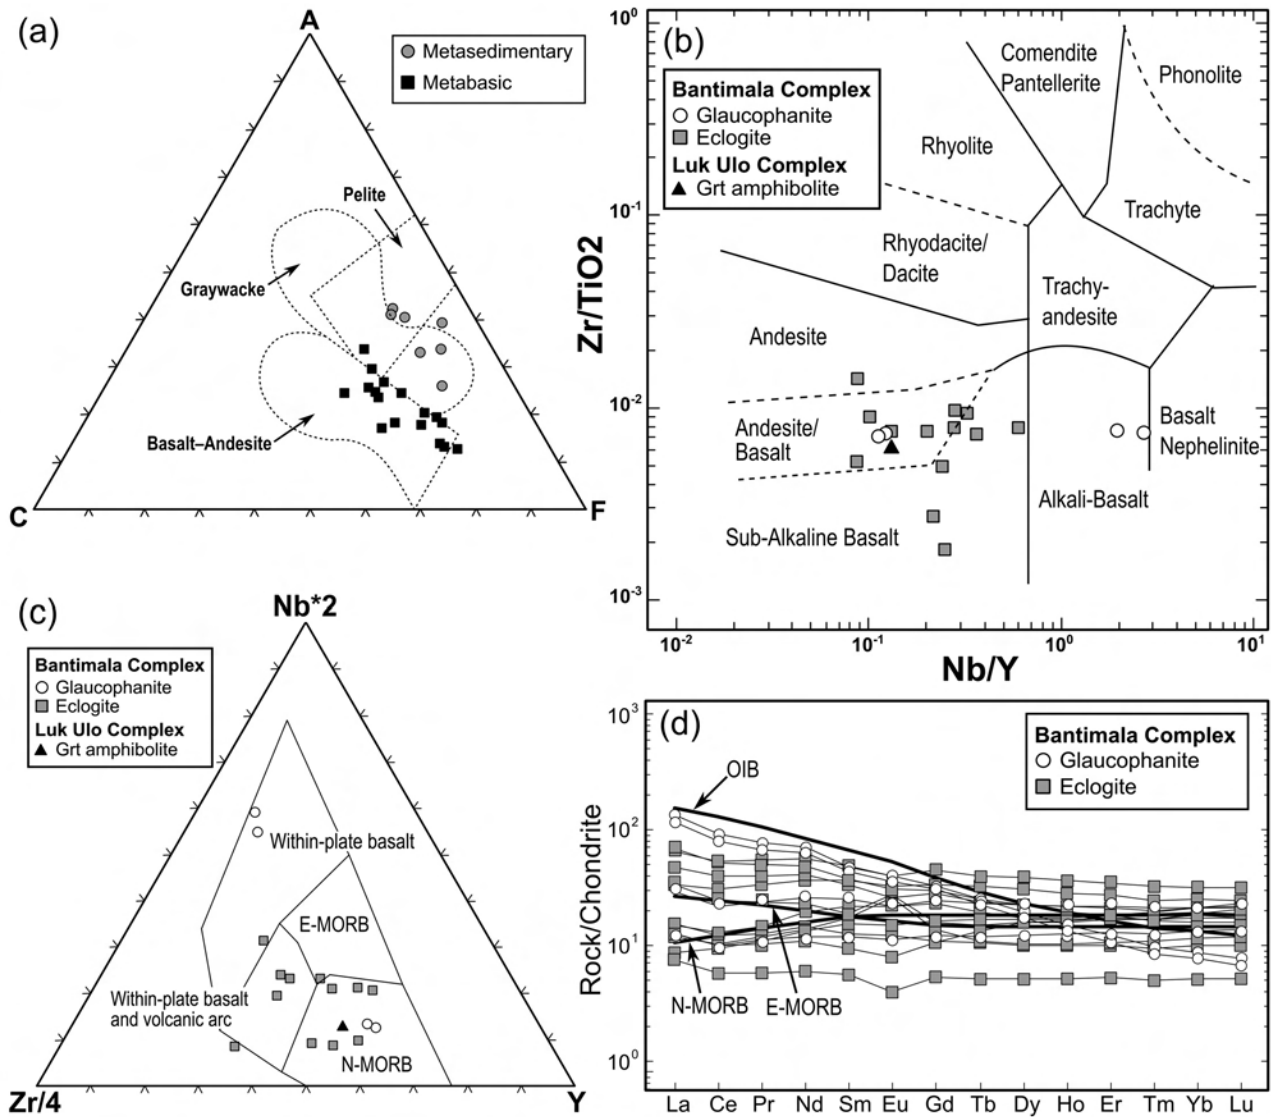 (a)
A
Metasedimentary
Metabasic
Pelite
Graywacke
Basalt–Andesite
C
F
(b)
10⁰
10⁻¹
10⁻²
10⁻³
Zr/TiO2
Bantimala Complex
Glaucophanite
Eclogite
Luk Ulo Complex
Grt amphibolite
Comendite
Pantellerite
Phonolite
Rhyolite
Trachyte
Rhyodacite/
Dacite
Trachy-
andesite
Andesite
Andesite/
Basalt
Basalt
Nephelinite
Alkali-Basalt
Sub-Alkaline Basalt
10⁻²
10⁻¹
10⁰
10¹
Nb/Y
(c)
Nb*2
Bantimala Complex
Glaucophanite
Eclogite
Luk Ulo Complex
Grt amphibolite
Within-plate basalt
E-MORB
Within-plate basalt
and volcanic arc
N-MORB
Zr/4
Y
(d)
10³
10²
10¹
10⁰
Rock/Chondrite
Bantimala Complex
Glaucophanite
Eclogite
OIB
N-MORB
E-MORB
La Ce Pr Nd Sm Eu Gd Tb Dy Ho Er Tm Yb Lu